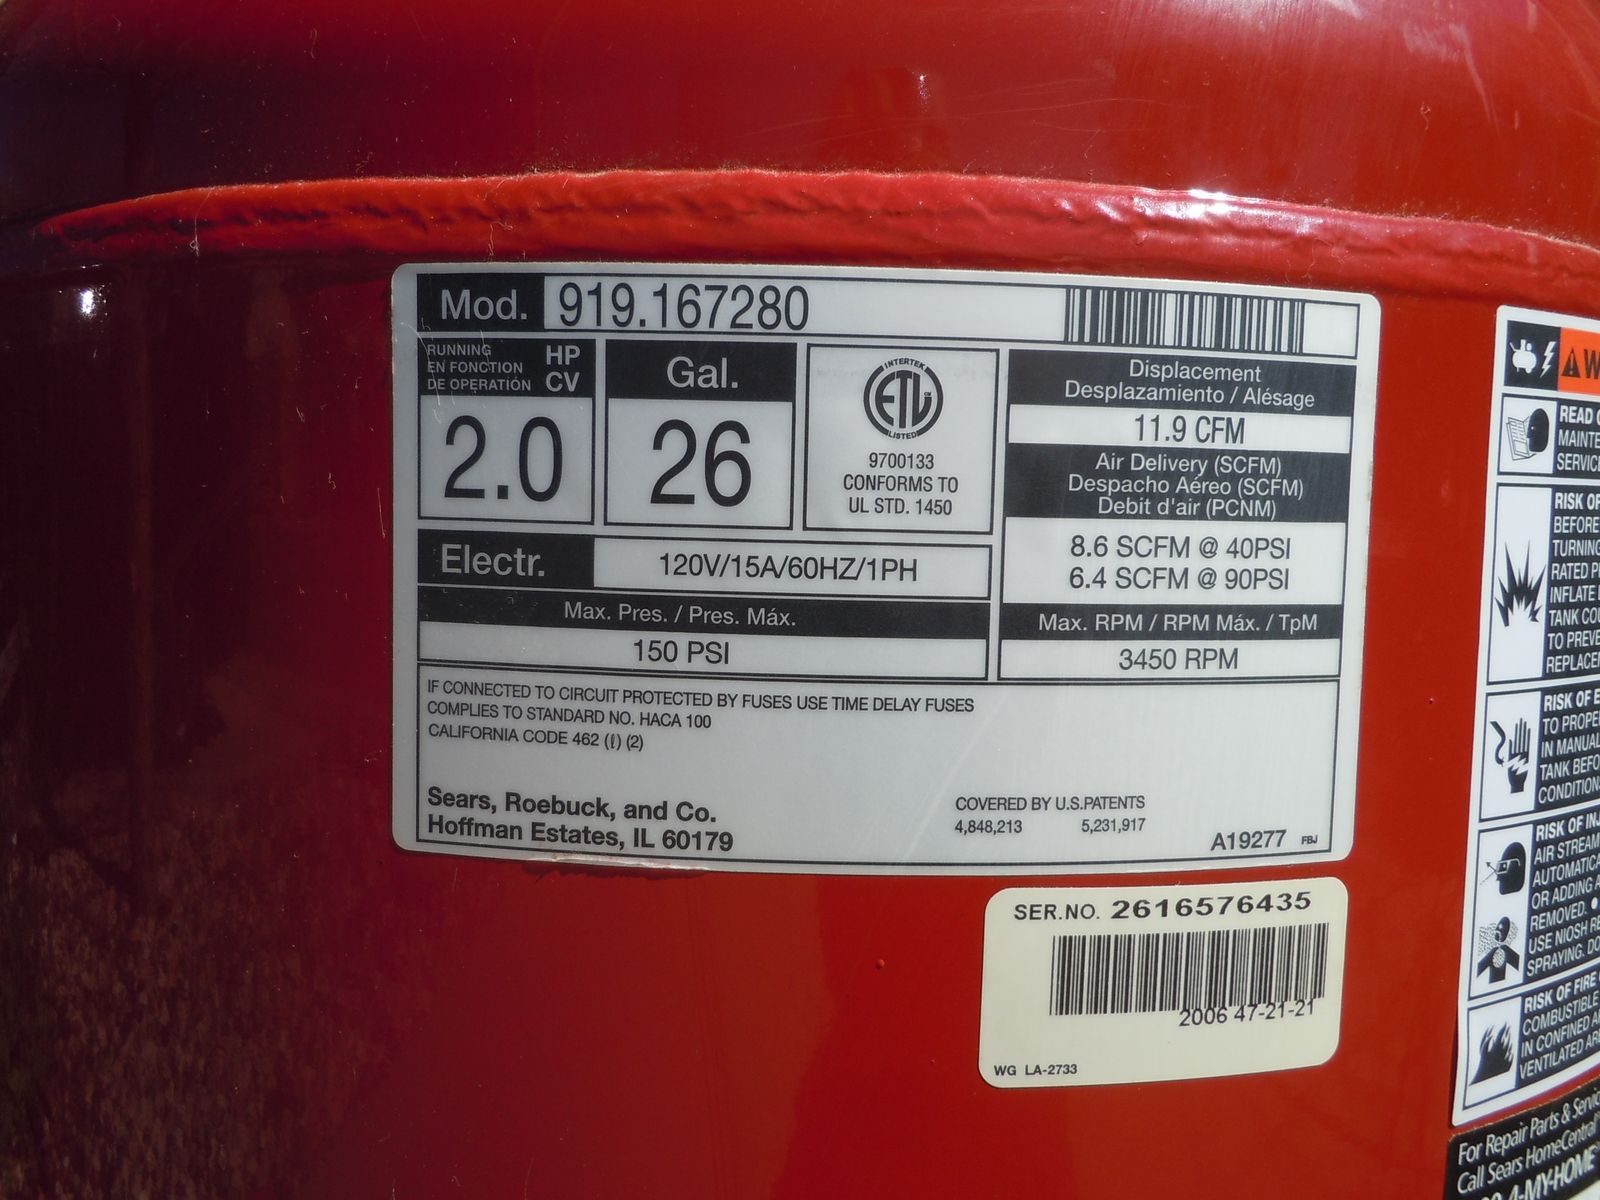 Mod. 919.167280
RUNNING
EN FONCTION
DE OPERATIÓN
HP
CV
2.0
Gal.
26
INTERTEK
ETL
LISTED
9700133
CONFORMS TO
UL STD. 1450
Displacement
Desplazamiento / Alésage
11.9 CFM
Air Delivery (SCFM)
Despacho Aéreo (SCFM)
Debit d'air (PCNM)
8.6 SCFM @ 40PSI
6.4 SCFM @ 90PSI
Electr. 120V/15A/60HZ/1PH
Max. Pres. / Pres. Máx.
150 PSI
Max. RPM / RPM Máx. / TpM
3450 RPM
IF CONNECTED TO CIRCUIT PROTECTED BY FUSES USE TIME DELAY FUSES
COMPLIES TO STANDARD NO. HACA 100
CALIFORNIA CODE 462 (l) (2)
Sears, Roebuck, and Co.
Hoffman Estates, IL 60179
COVERED BY U.S.PATENTS
4,848,213 5,231,917
A19277 FBJ
SER.NO. 2616576435
2006 47-21-21
WG LA-2733
READ
MAINTE
SERVIC
RISK OF
BEFORE
TURNING
RATED
INFLATE
TANK
TO PREVE
REPLACE
RISK OF
TO PROPE
IN MANUAL
TANK BEFO
CONDITION
RISK OF INJ
AIR STREAM
AUTOMATICA
OR ADDING
REMOVED. •
USE NIOSH
SPRAYING.
RISK OF FIRE
COMBUSTIBLE
IN CONFINED
VENTILATED
For Repair Parts & Servic
Call Sears HomeCentral
4-MY-HOME